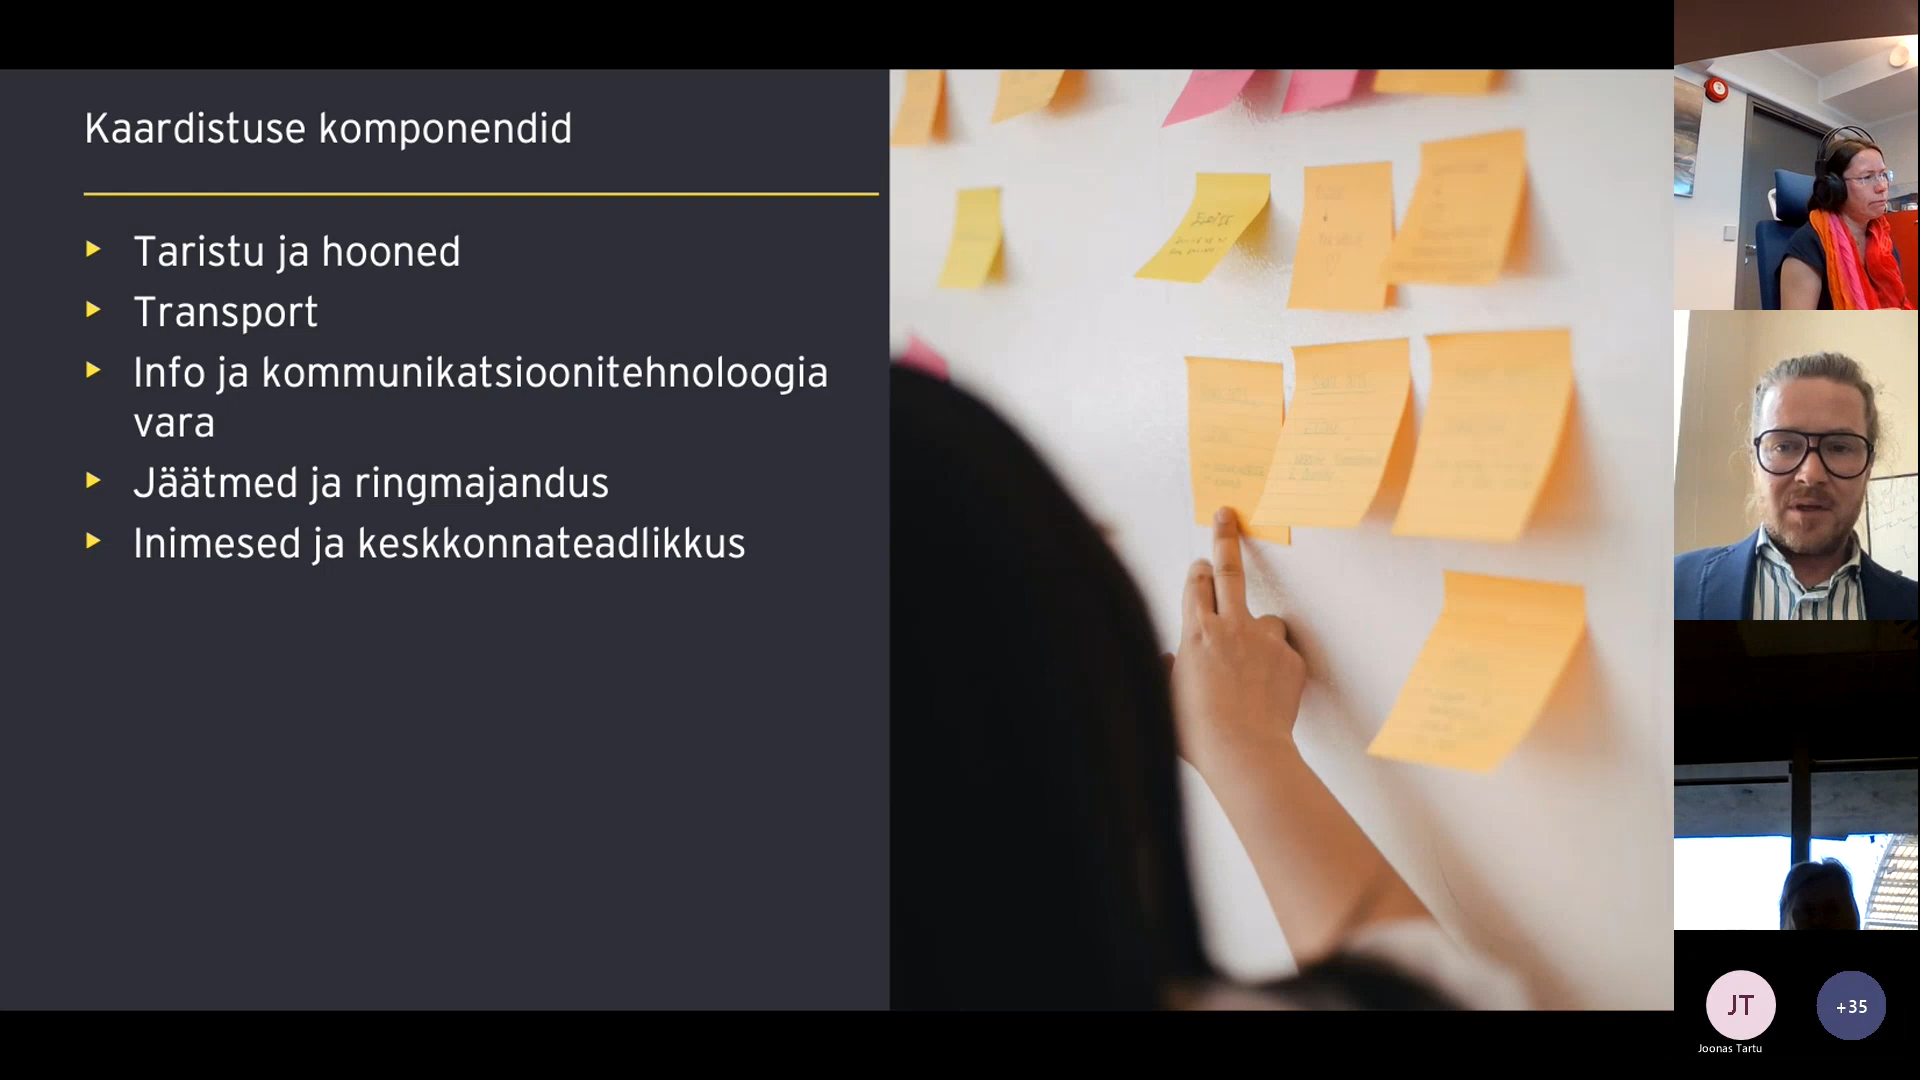 Kaardistuse komponendid
Taristu ja hooned
Transport
Info ja kommunikatsioonitehnoloogia
vara
Jäätmed ja ringmajandus
Inimesed ja keskkonnateadlikkus
JT
+35
Joonas Tartu